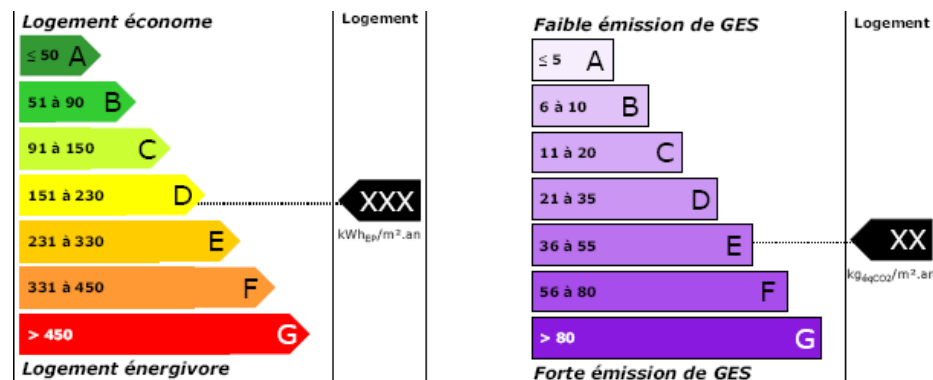 Logement économe
Logement
≤ 50 A
51 à 90 B
91 à 150 C
151 à 230 D
XXX
kWhEP/m².an
231 à 330 E
331 à 450 F
> 450 G
Logement énergivore
Faible émission de GES
Logement
≤ 5 A
6 à 10 B
11 à 20 C
21 à 35 D
36 à 55 E
XX
kgéqCO2/m².an
56 à 80 F
> 80 G
Forte émission de GES